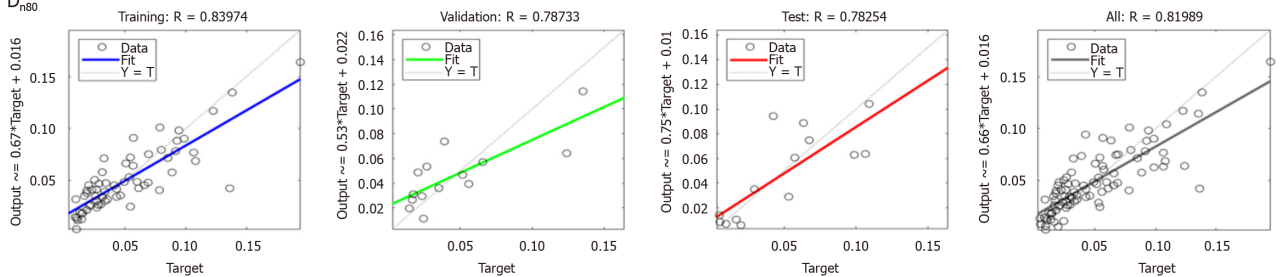 Dn80
Training: R = 0.83974
Output ~= 0.67*Target + 0.016
Data
Fit
Y = T
0.15
0.10
0.05
0.05 0.10 0.15
Target
Validation: R = 0.78733
Output ~= 0.53*Target + 0.022
Data
Fit
Y = T
0.16
0.14
0.12
0.10
0.08
0.06
0.04
0.02
0.05 0.10 0.15
Target
Test: R = 0.78254
Output ~= 0.75*Target + 0.01
Data
Fit
Y = T
0.16
0.14
0.12
0.10
0.08
0.06
0.04
0.02
0.05 0.10 0.15
Target
All: R = 0.81989
Output ~= 0.66*Target + 0.016
Data
Fit
Y = T
0.15
0.10
0.05
0.05 0.10 0.15
Target